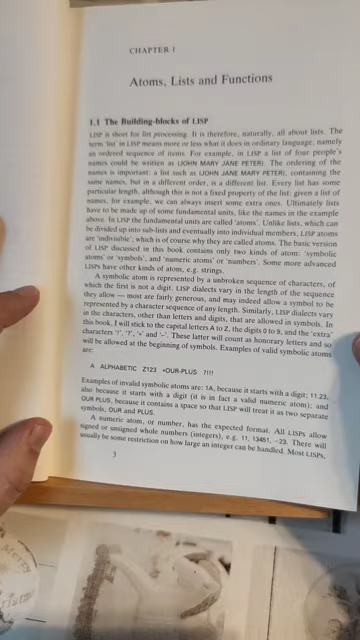 CHAPTER 1
Atoms, Lists and Functions
1.1 The Building-blocks of LISP
LISP is short for list processing. It is therefore, naturally, all about lists. The
term 'list' in LISP means more or less what it does in ordinary language, namely
an ordered sequence of items. For example, in LISP a list of four people's
names could be written as (JOHN MARY JANE PETER). The ordering of the
names is important: a list such as (JOHN JANE MARY PETER), containing the
same names, but in a different order, is a different list. Every list has some
particular length, although this is not a fixed property of the list: given a list of
names, for example, we can always insert some extra ones. Ultimately lists
have to be made up of some fundamental units, like the names in the example
above. In LISP the fundamental units are called 'atoms'. Unlike lists, which can
be divided up into sub-lists and eventually into individual members, LISP atoms
are 'indivisible'; which is of course why they are called atoms. The basic version
of LISP discussed in this book contains only two kinds of atom: 'symbolic
atoms' or 'symbols', and 'numeric atoms' or 'numbers'. Some more advanced
LISPs have other kinds of atom, e.g. strings.
A symbolic atom is represented by an unbroken sequence of characters, of
which the first is not a digit. LISP dialects vary in the length of the sequence
they allow — most are fairly generous, and may indeed allow a symbol to be
represented by a character sequence of any length. Similarly, LISP dialects vary
in the characters, other than letters and digits, that are allowed in symbols. In
this book, I will stick to the capital letters A to Z, the digits 0 to 9, and the 'extra'
characters '!', '?', '+' and '-'. These latter will count as honorary letters and so
will be allowed at the beginning of symbols. Examples of valid symbolic atoms
are:
A ALPHABETIC Z123 +OUR-PLUS ?!!!
Examples of invalid symbolic atoms are: 1A, because it starts with a digit; 11.23,
also because it starts with a digit (it is in fact a valid numeric atom); and
OUR PLUS, because it contains a space so that LISP will treat it as two separate
symbols, OUR and PLUS.
A numeric atom, or number, has the expected format. All LISPs allow
signed or unsigned whole numbers (integers), e.g. 11, 13451, -23. There will
usually be some restriction on how large an integer can be handled. Most LISPs,
3
Merry